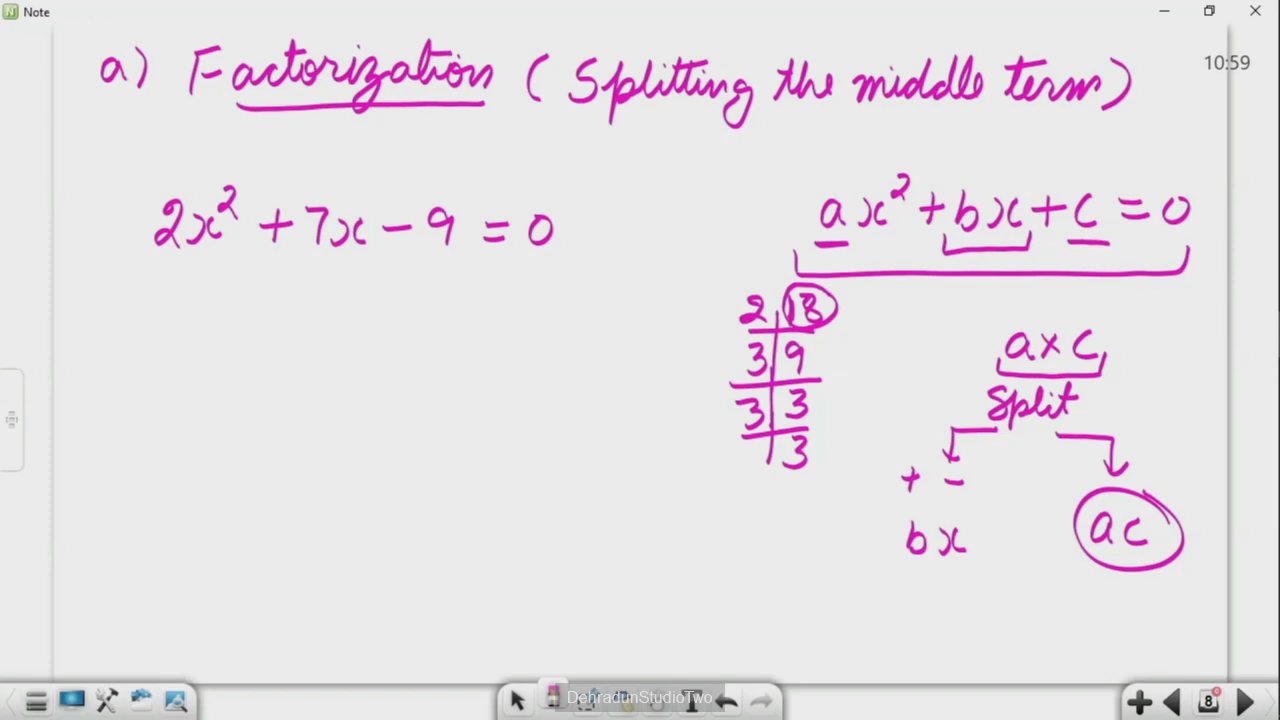 Note
10:59
a) Factorization (Splitting the middle term)
2x² + 7x - 9 = 0
ax² + bx + c = 0
2 | 18
3 | 9
3 | 3
| 3
a × c
Split
+ -
bx
ac
DehradunStudioTwo
T
8